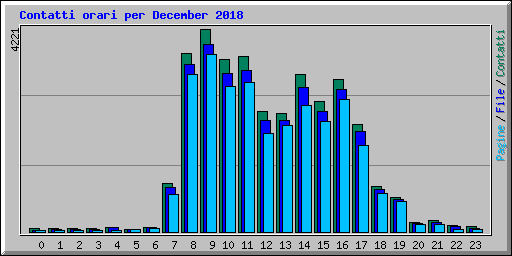 Contatti orari per December 2018
4221
Pagine/File/Contatti
0 1 2 3 4 5 6 7 8 9 10 11 12 13 14 15 16 17 18 19 20 21 22 23